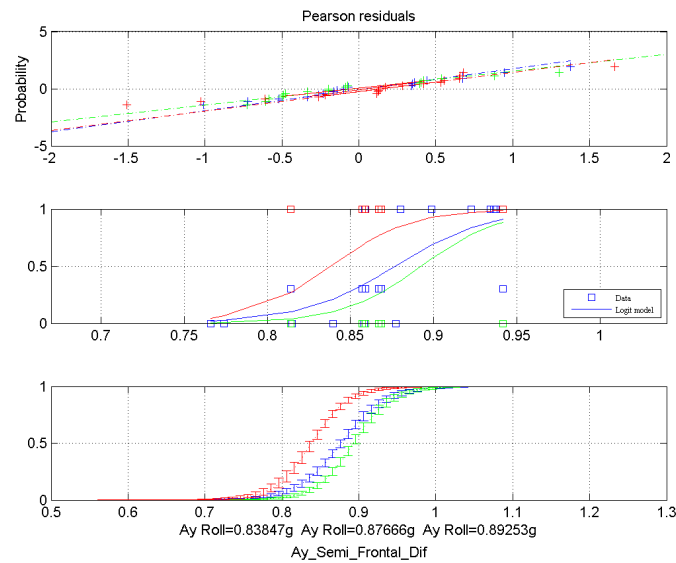 Pearson residuals
Probability
5
0
-5
-2 -1.5 -1 -0.5 0 0.5 1 1.5 2
1
0.5
0
0.7 0.75 0.8 0.85 0.9 0.95 1
Data
Logit model
1
0.5
0
0.5 0.6 0.7 0.8 0.9 1 1.1 1.2 1.3
Ay Roll=0.83847g Ay Roll=0.87666g Ay Roll=0.89253g
Ay_Semi_Frontal_Dif